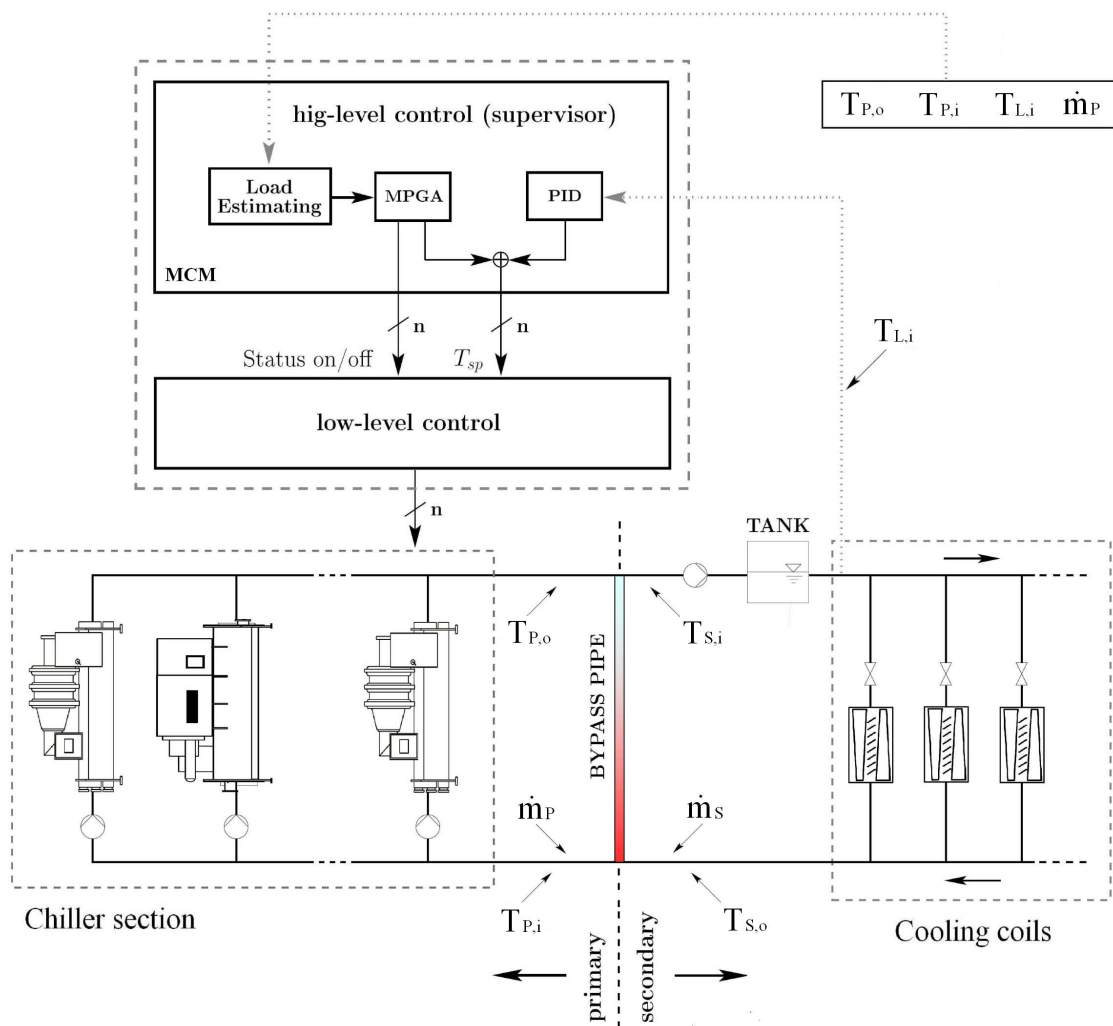 T_P,o T_P,i T_L,i ṁ_P
hig-level control (supervisor)
Load
Estimating
MPGA
PID
MCM
n
n
Status on/off
T_sp
T_L,i
low-level control
n
TANK
T_P,o
T_S,i
BYPASS PIPE
ṁ_P
ṁ_S
T_P,i
T_S,o
Chiller section
Cooling coils
primary
secondary